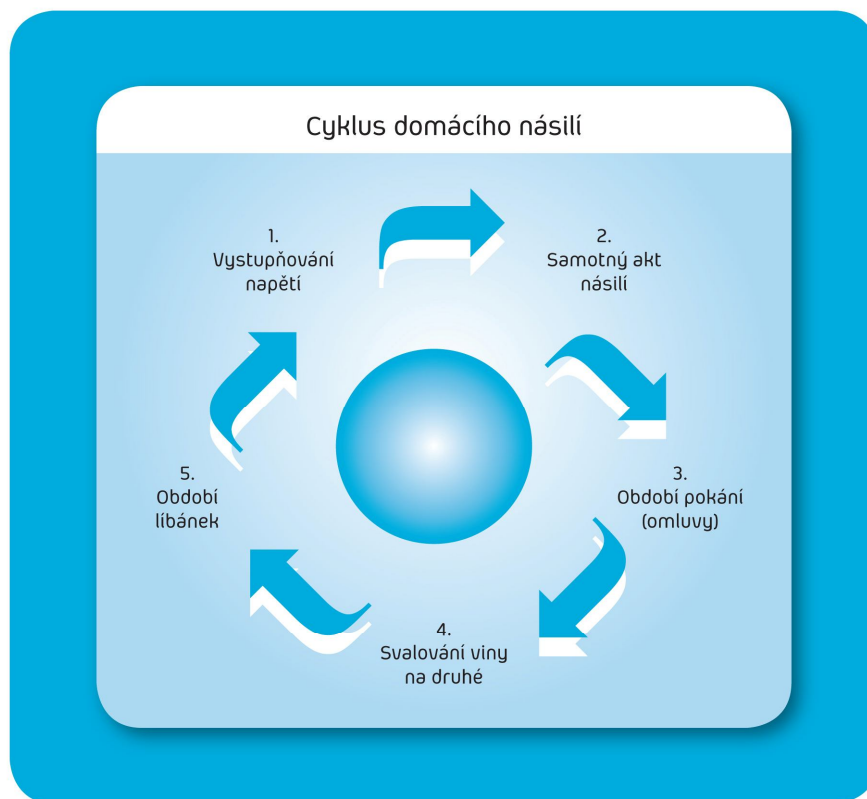 Cyklus domácího násilí
1.
Vystupňování
napětí
2.
Samotný akt
násilí
3.
Období pokání
(omluvy)
4.
Svalování viny
na druhé
5.
Období
líbánek